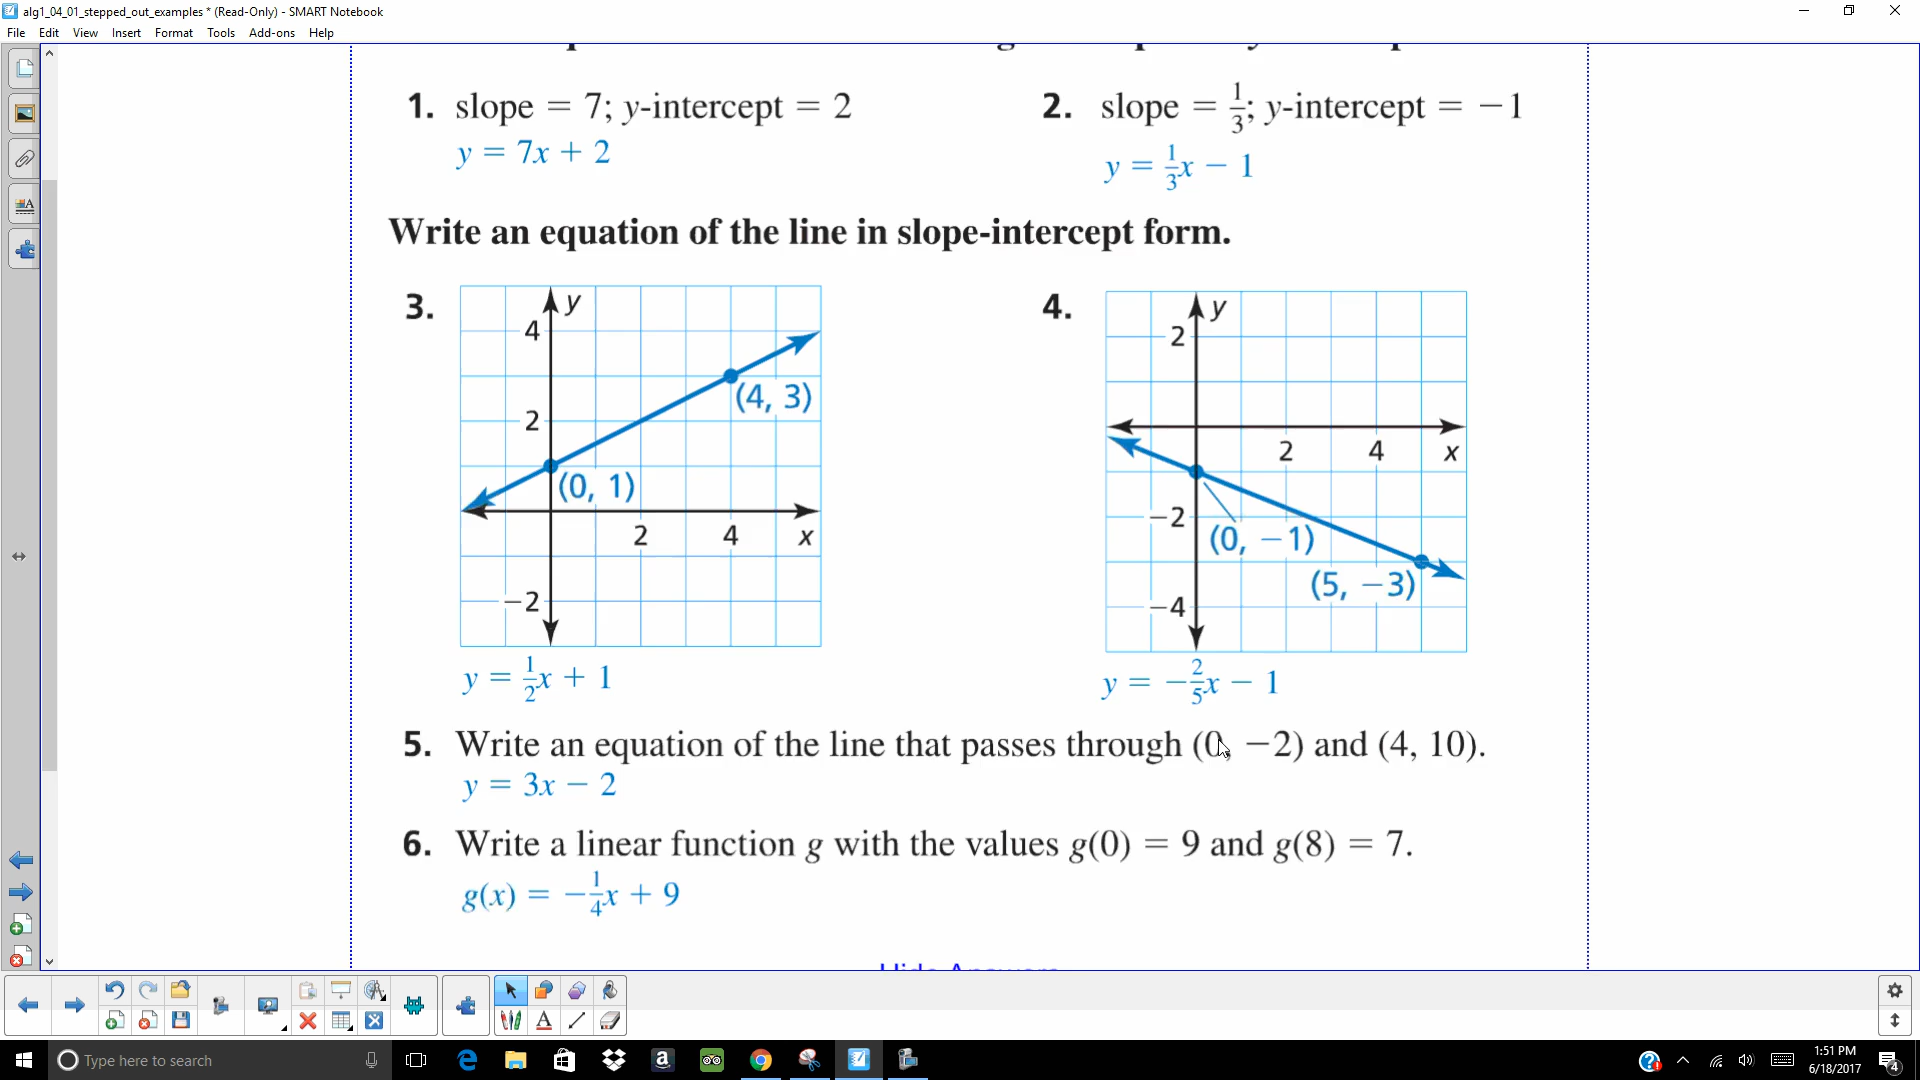 alg1_04_01_stepped_out_examples * (Read-Only) - SMART Notebook
File Edit View Insert Format Tools Add-ons Help
1. slope = 7; y-intercept = 2
y = 7x + 2
2. slope = 1/3; y-intercept = −1
y = 1/3x − 1
Write an equation of the line in slope-intercept form.
3.
y
4
(4, 3)
2
(0, 1)
2 4 x
−2
y = 1/2x + 1
4.
y
2
2 4 x
−2
(0, −1)
(5, −3)
−4
y = −2/5x − 1
5. Write an equation of the line that passes through (0, −2) and (4, 10).
y = 3x − 2
6. Write a linear function g with the values g(0) = 9 and g(8) = 7.
g(x) = −1/4x + 9
Hide Answers
Type here to search
1:51 PM
6/18/2017
4